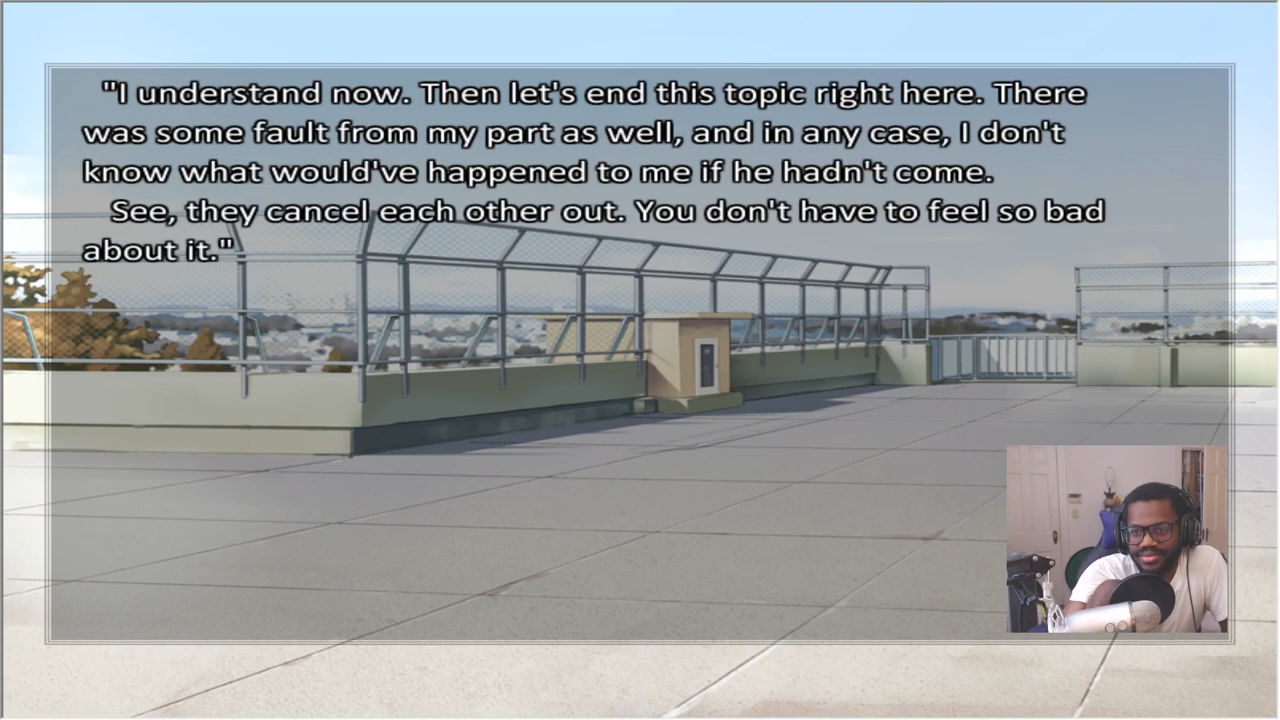 "I understand now. Then let's end this topic right here. There
was some fault from my part as well, and in any case, I don't
know what would've happened to me if he hadn't come.
See, they cancel each other out. You don't have to feel so bad
about it."